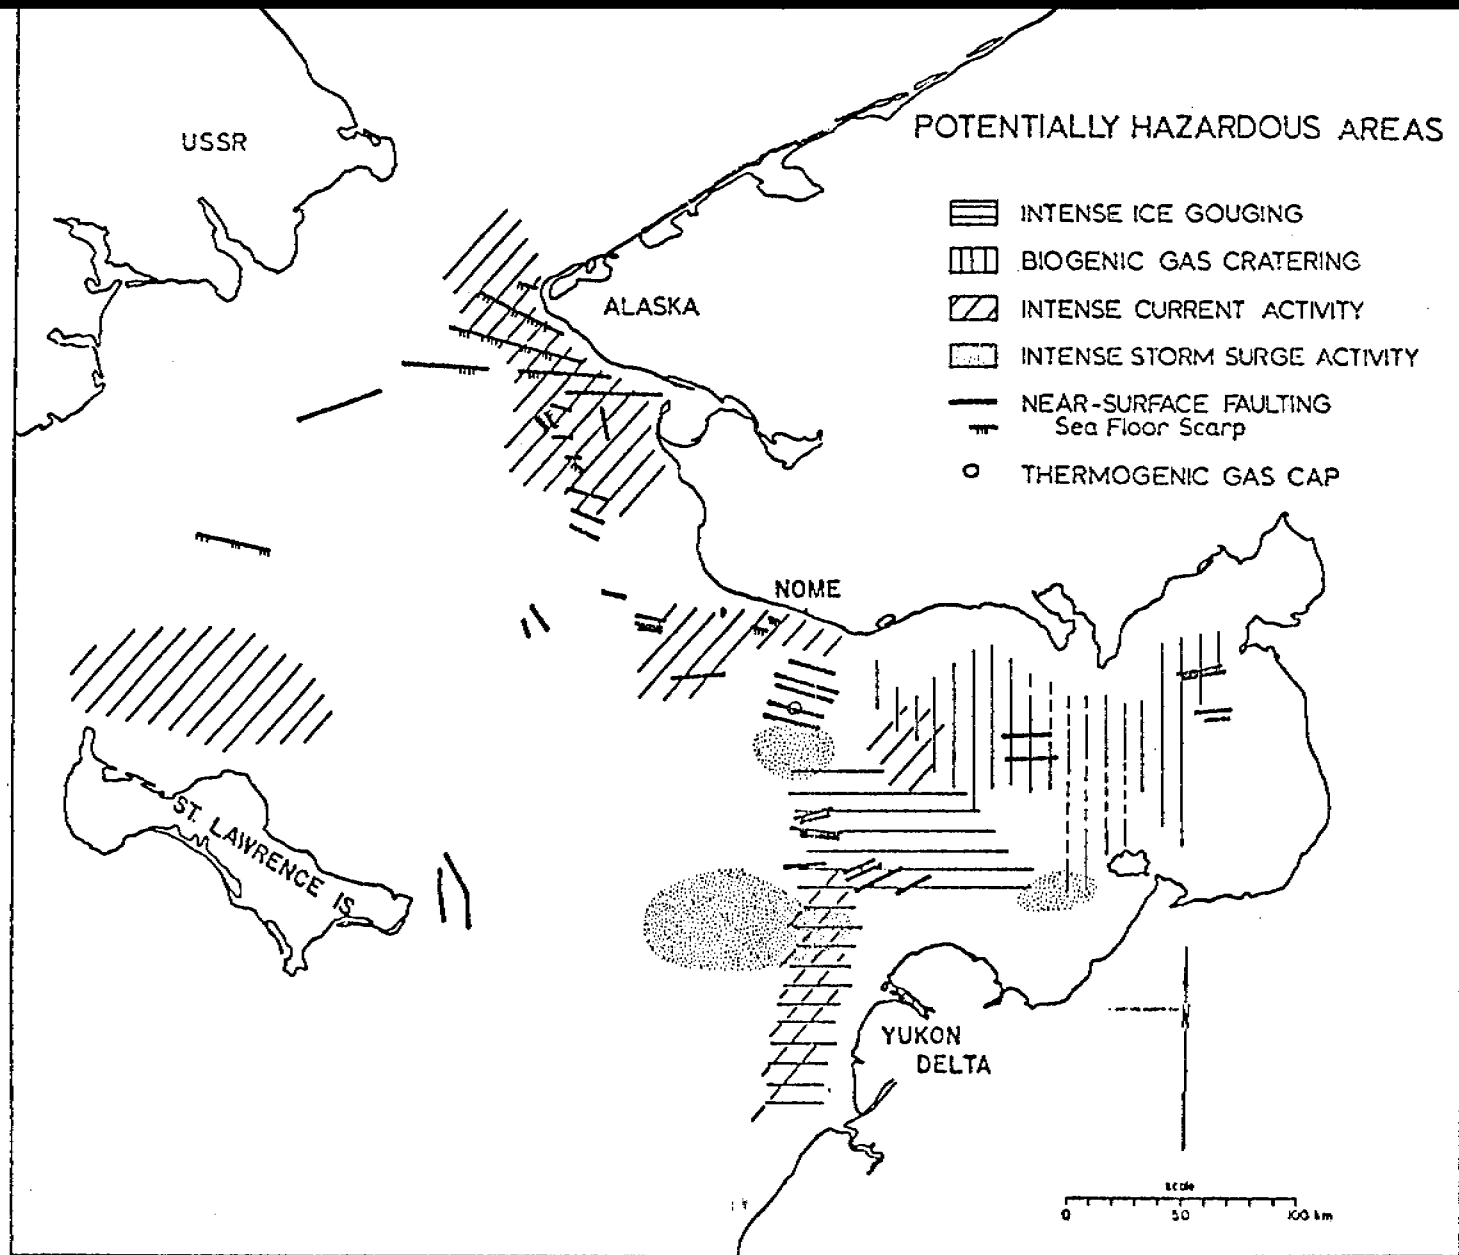 USSR
POTENTIALLY HAZARDOUS AREAS
INTENSE ICE GOUGING
BIOGENIC GAS CRATERING
ALASKA
INTENSE CURRENT ACTIVITY
INTENSE STORM SURGE ACTIVITY
NEAR-SURFACE FAULTING
Sea Floor Scarp
THERMOGENIC GAS CAP
NOME
ST. LAWRENCE IS.
N
YUKON
DELTA
scale
0 50 100 km